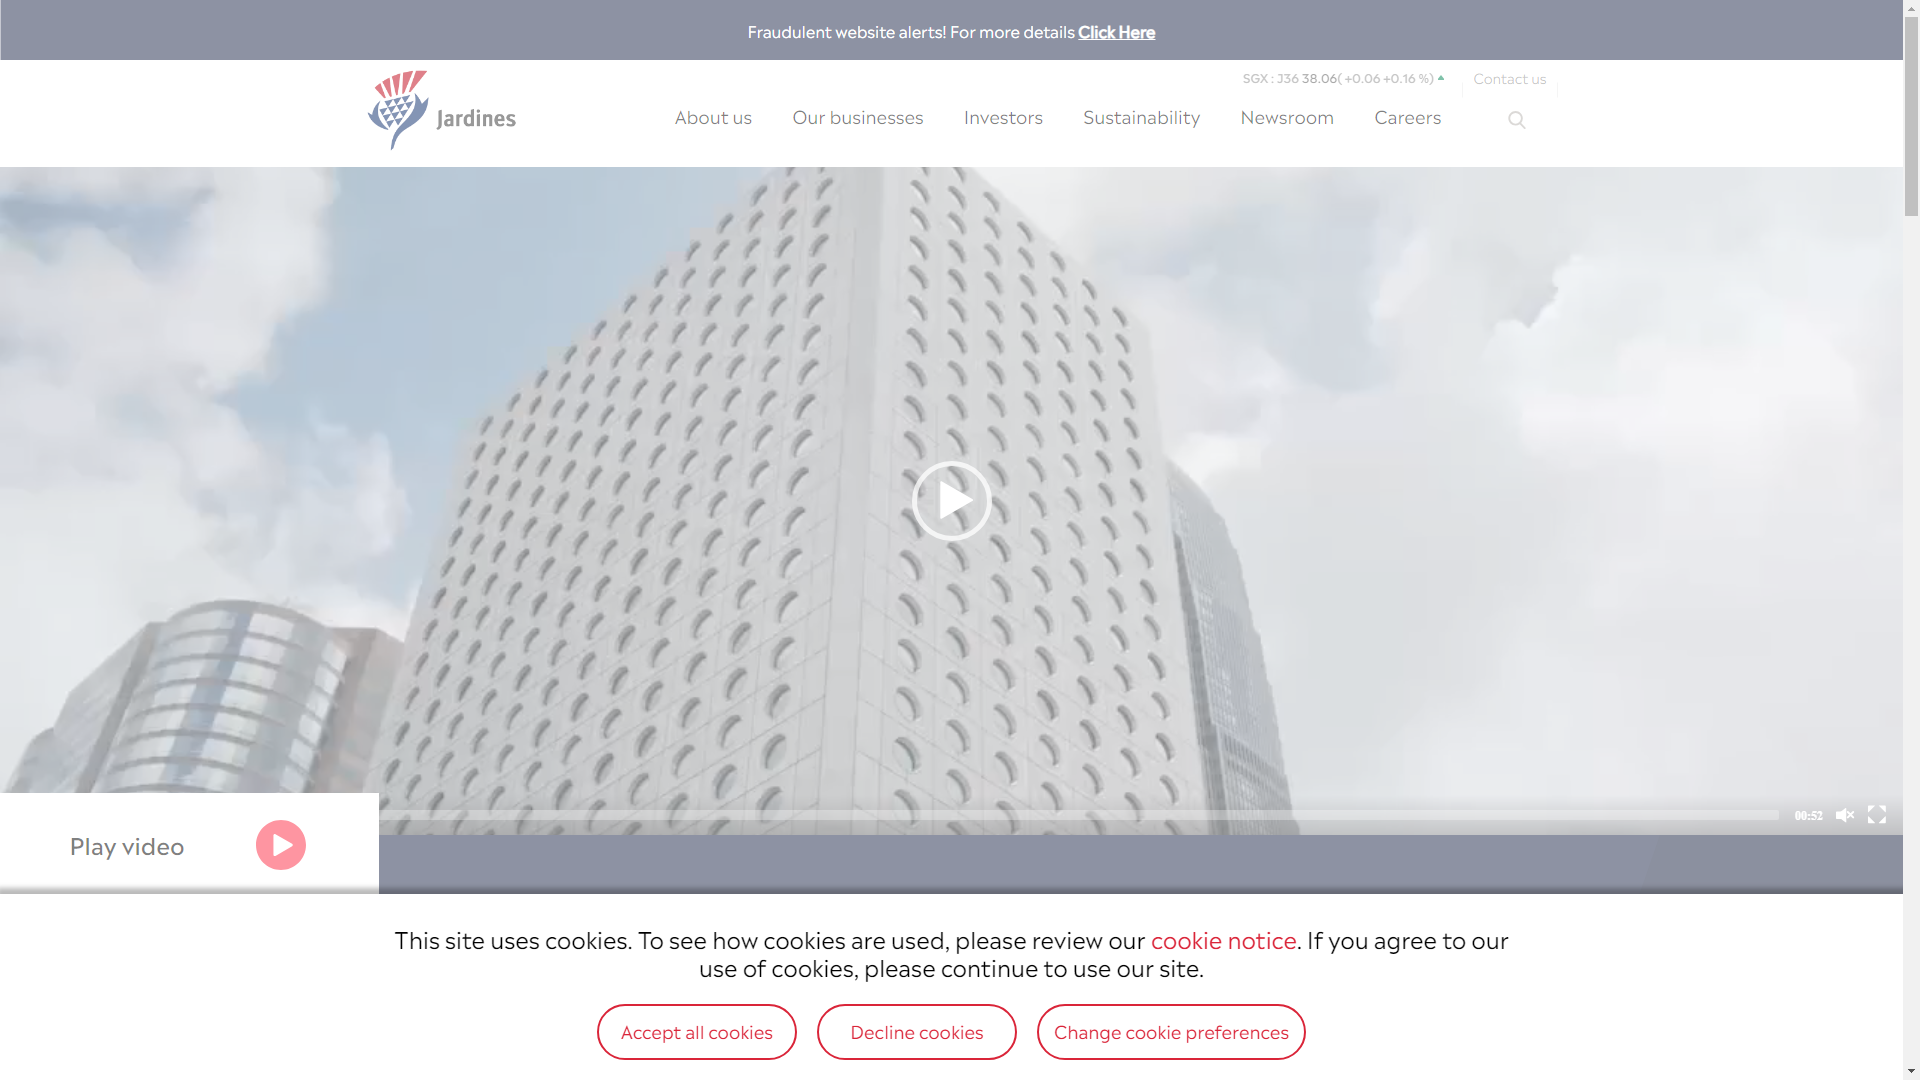 Fraudulent website alerts! For more details Click Here
SGX : J36 38.06( +0.06 +0.16 %)
Contact us
Jardines
About us
Our businesses
Investors
Sustainability
Newsroom
Careers
00:52
Play video
This site uses cookies. To see how cookies are used, please review our cookie notice. If you agree to our
use of cookies, please continue to use our site.
Accept all cookies
Decline cookies
Change cookie preferences